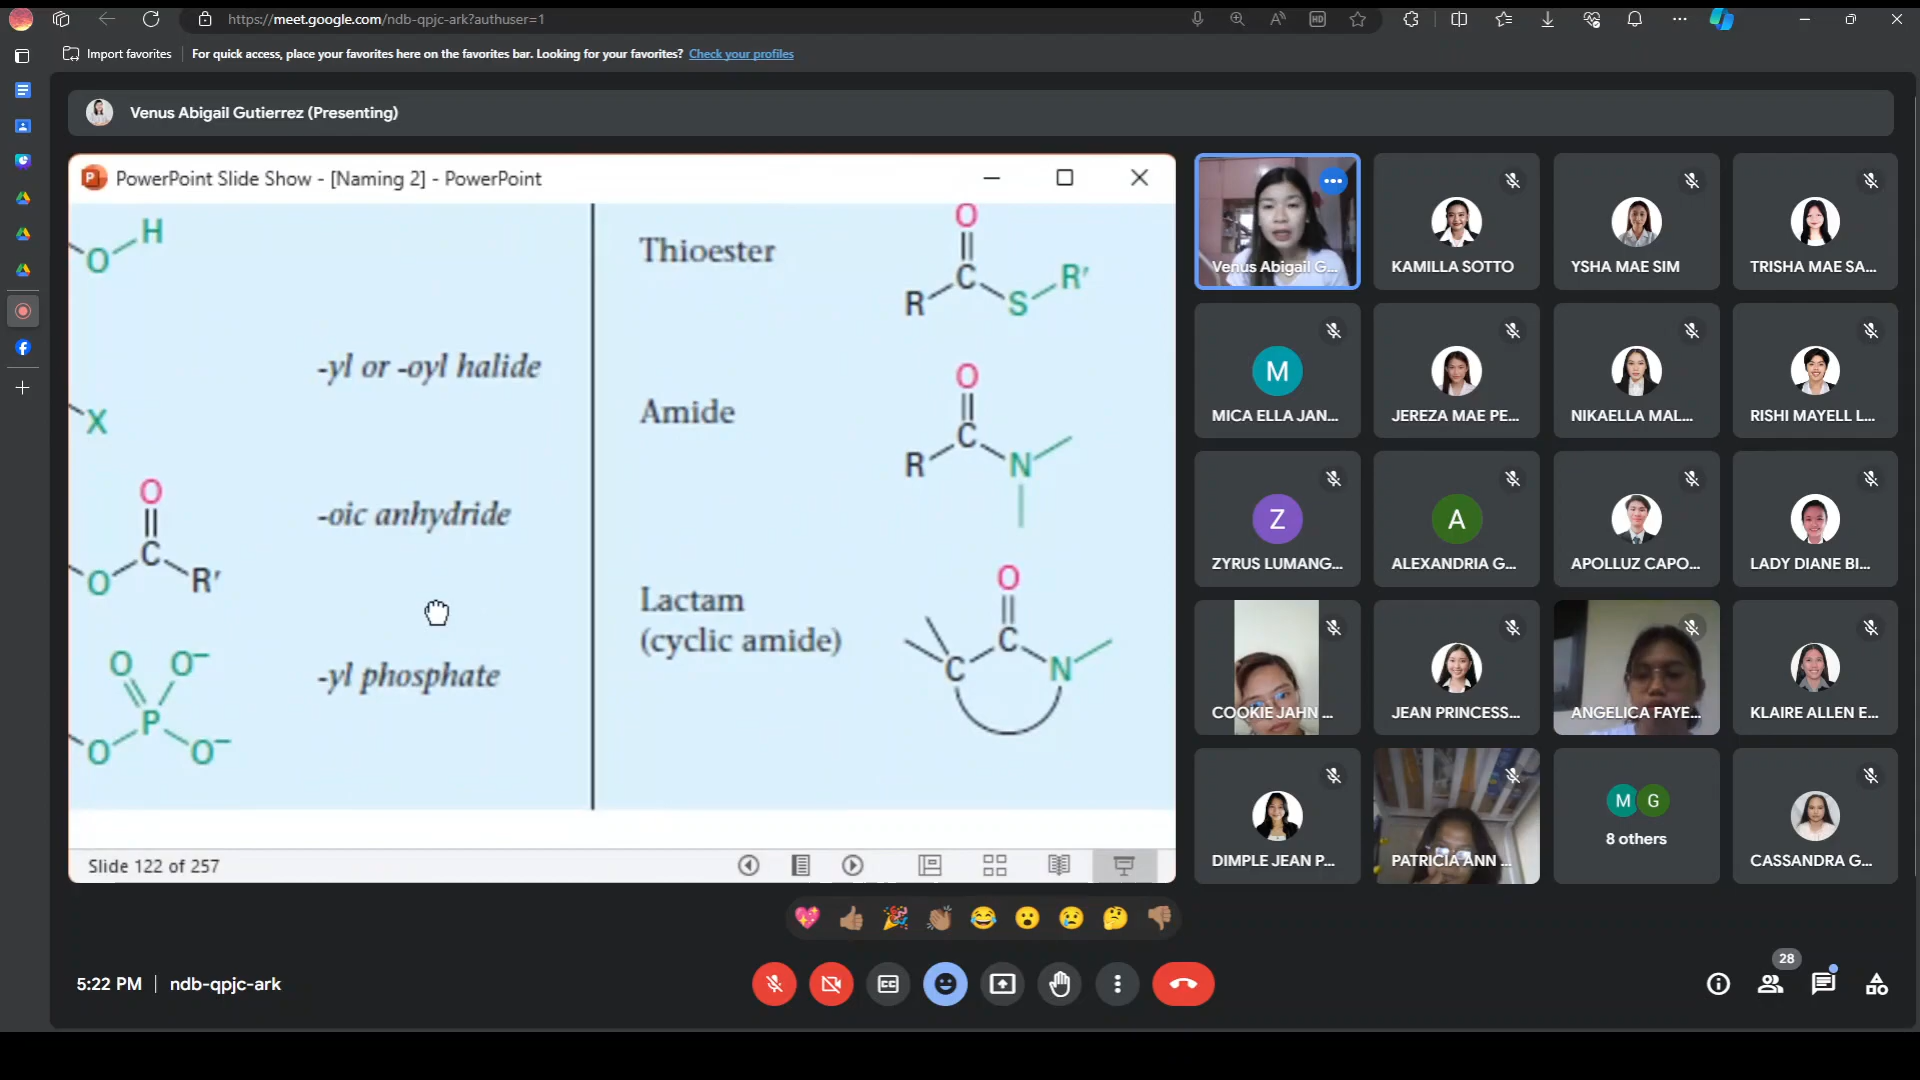 https://meet.google.com/ndb-qpjc-ark?authuser=1
Import favorites
For quick access, place your favorites here on the favorites bar. Looking for your favorites? Check your profiles
Venus Abigail Gutierrez (Presenting)
PowerPoint Slide Show - [Naming 2] - PowerPoint
O H
-yl or -oyl halide
X
O
C
O R′
-oic anhydride
O O−
P
O O−
-yl phosphate
Thioester
O
C
R S R′
Amide
O
C
R N
Lactam
(cyclic amide)
O
C
C N
Slide 122 of 257
Venus Abigail G...
KAMILLA SOTTO
YSHA MAE SIM
TRISHA MAE SA...
M
MICA ELLA JAN...
JEREZA MAE PE...
NIKAELLA MAL...
RISHI MAYELL L...
Z
ZYRUS LUMANG...
A
ALEXANDRIA G...
APOLLUZ CAPO...
LADY DIANE BI...
COOKIE JAHN ...
JEAN PRINCESS...
ANGELICA FAYE...
KLAIRE ALLEN E...
DIMPLE JEAN P...
PATRICIA ANN ...
M G
8 others
CASSANDRA G...
5:22 PM | ndb-qpjc-ark
28